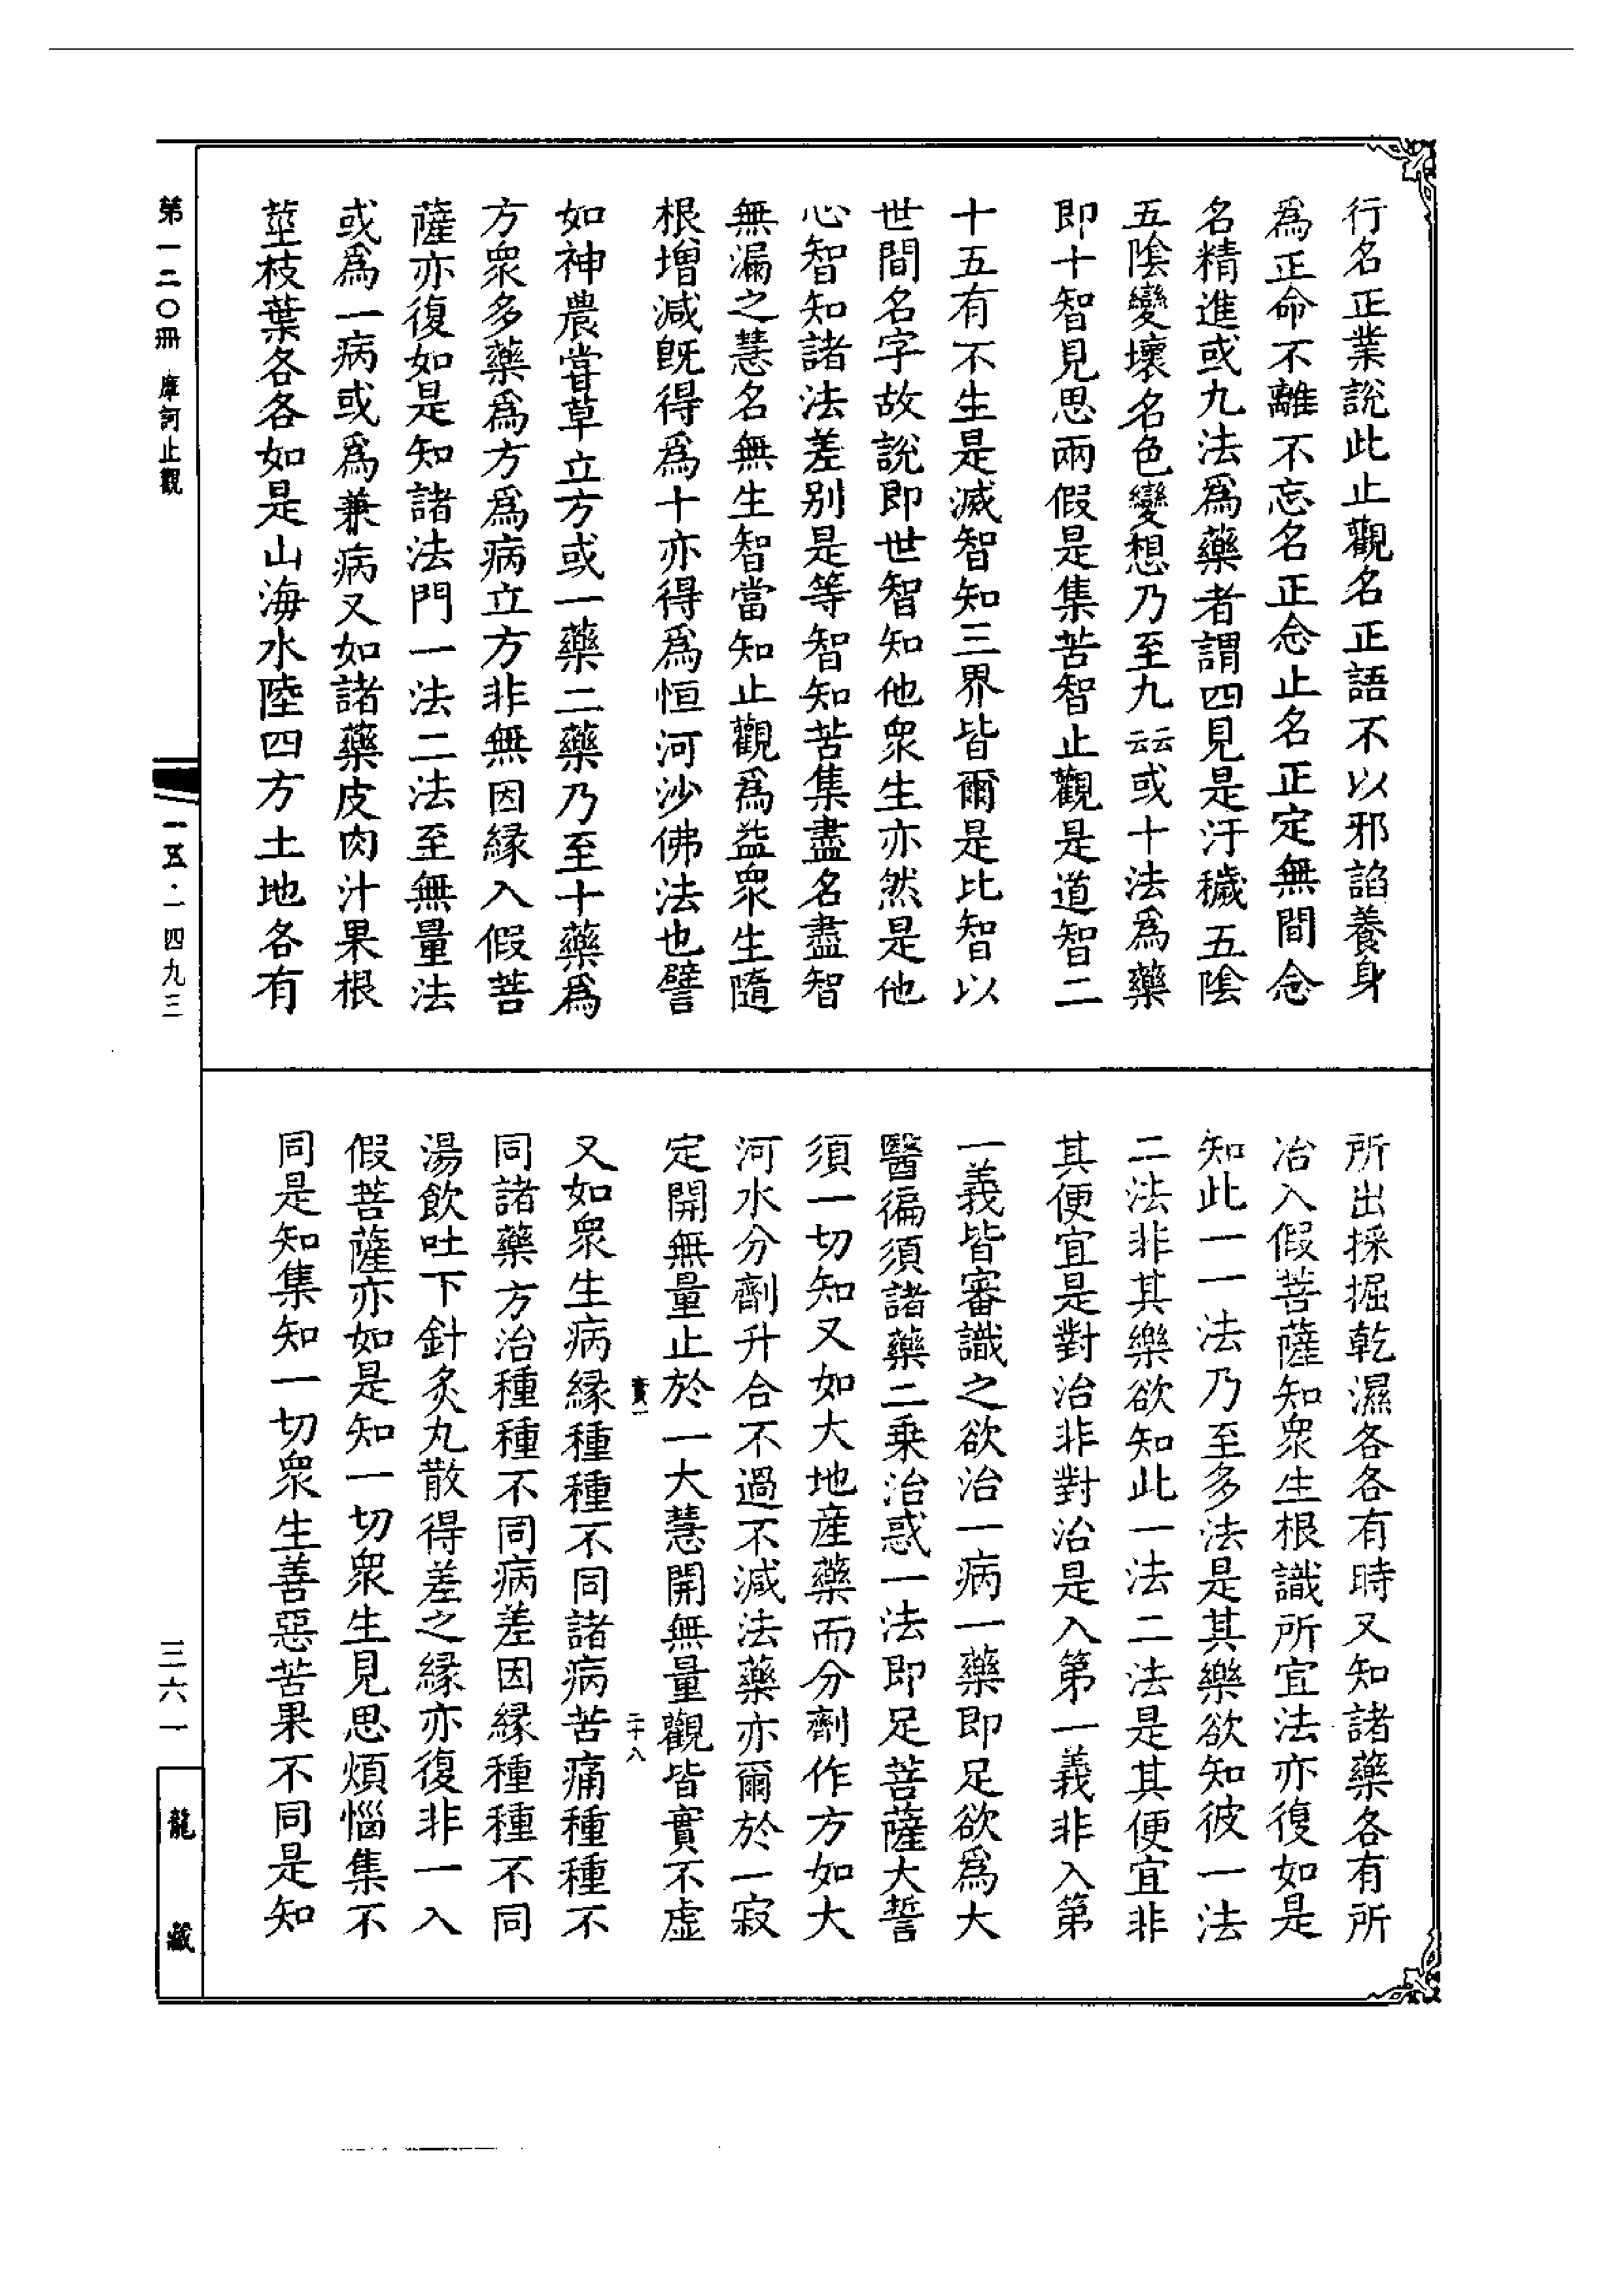 行名正業說此止觀名正語不以邪諂養身
為正命不離不忘名正念止名正定無間念
名精進或九法爲藥者謂四見是汙穢五陰
五陰變壞名色變想乃至九云云或十法爲藥
即十智見思兩假是集苦智止觀是道智二
十五有不生是滅智知三界皆爾是比智以
世間名字故說即世智知他衆生亦然是他
心智知諸法差别是等智知苦集盡名盡智
無漏之慧名無生智當知止觀爲益衆生隨
根增減旣得爲十亦得爲恒河沙佛法也譬
如神農嘗草立方或一藥二藥乃至十藥爲
方衆多藥爲方爲病立方非無因緣入假菩
薩亦復如是知諸法門一法二法至無量法
或爲一病或爲兼病又如諸藥皮肉汁果根
莖枝葉各各如是山海水陸四方土地各有
所出採掘乾濕各各有時又知諸藥各有所
治入假菩薩知衆生根識所宜法亦復如是
知此一一法乃至多法是其樂欲知彼一法
二法非其樂欲知此一法二法是其便宜非
其便宜是對治非對治是入第一義非入第
一義皆審識之欲治一病一藥即足欲爲大
醫徧須諸藥二乗治惑一法即足菩薩大誓
須一切知又如大地産藥而分劑作方如大
河水分劑升合不過不減法藥亦爾於一寂
定開無量止於一大慧開無量觀皆實不虛
實一 二十八
又如衆生病緣種種不同諸病苦痛種種不
同諸藥方治種種不同病差因緣種種不同
湯飲吐下針灸丸散得差之緣亦復非一入
假菩薩亦如是知一切衆生見思煩惱集不
同是知集知一切衆生善惡苦果不同是知
第一二〇冊 摩訶止觀
一五·一四九三
三六一
龍藏